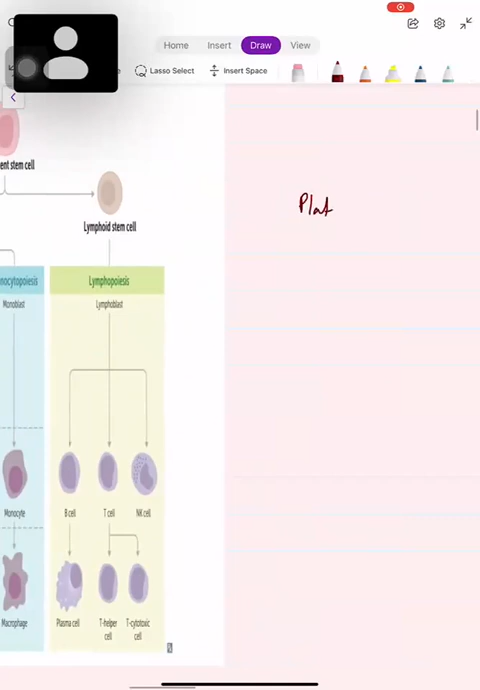 Home Insert Draw View
Lasso Select Insert Space
ent stem cell
Lymphoid stem cell
nocytopoiesis Lymphopoiesis
Monoblast Lymphoblast
Monocyte B cell T cell NK cell
Macrophage Plasma cell T-helper T-cytotoxic
cell cell
Plat